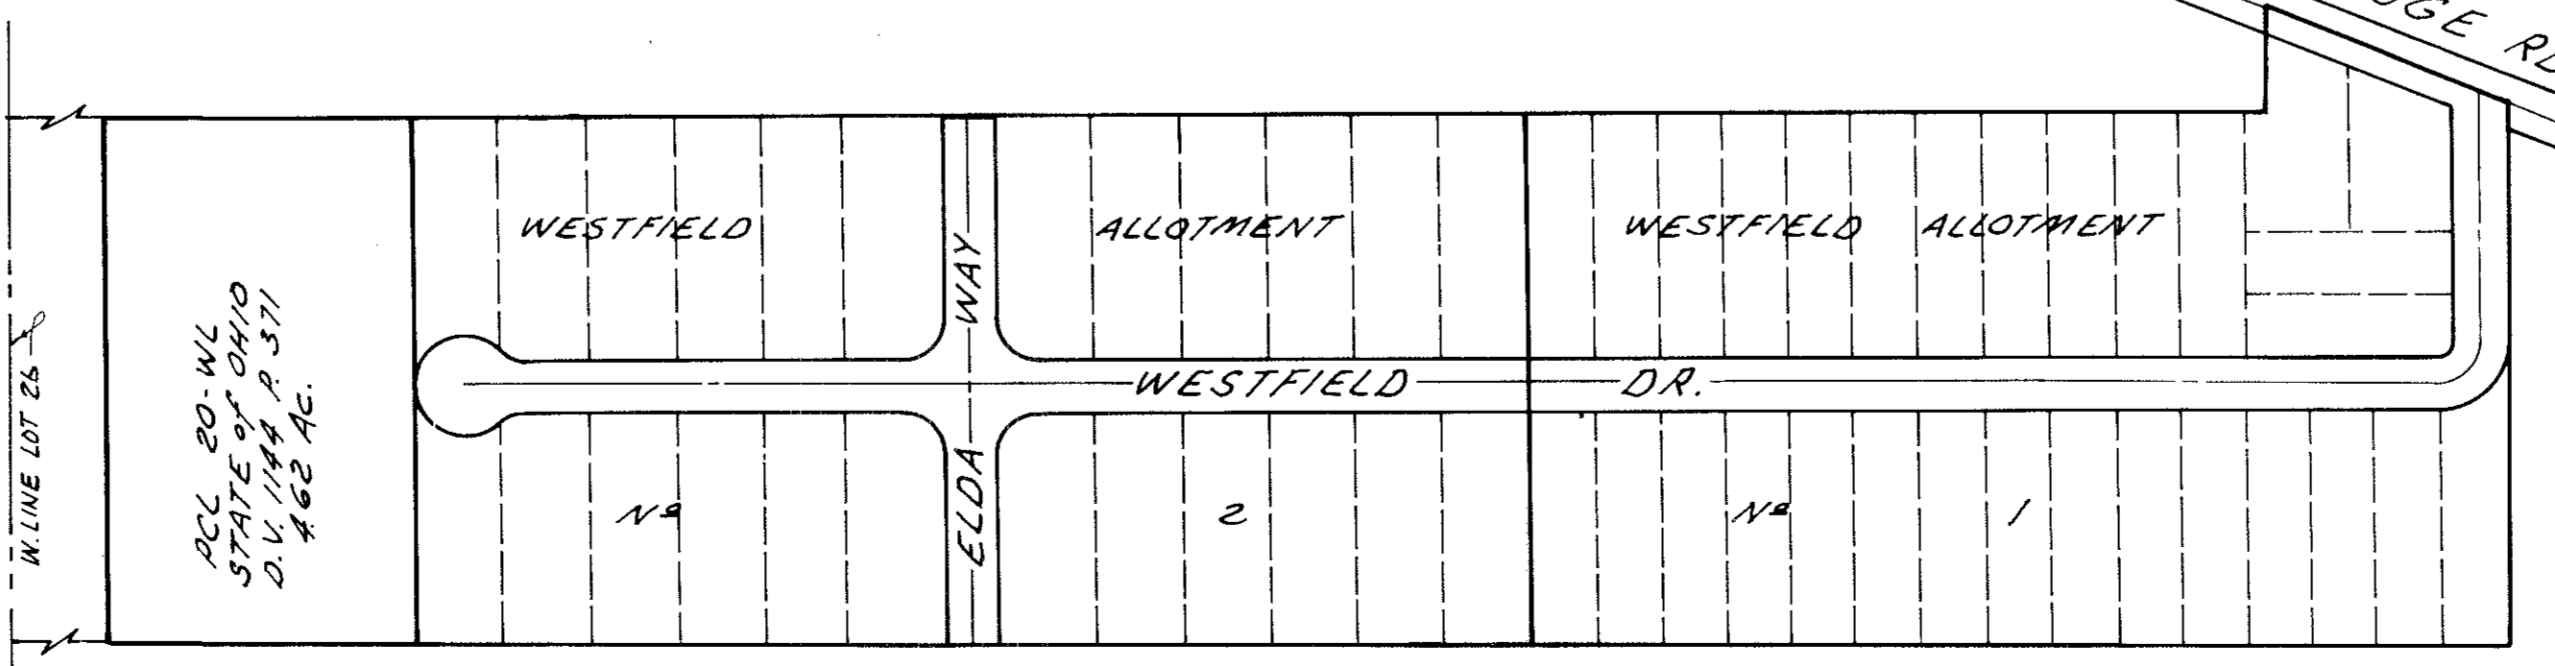 RD
WESTFIELD ALLOTMENT WESTFIELD ALLOTMENT
WAY
PCL 20-WL
STATE of OHIO
D.V. 1144 P. 371
4.62 Ac.
W. LINE LOT 26
WESTFIELD DR.
ELDA
Nº 2 Nº 1